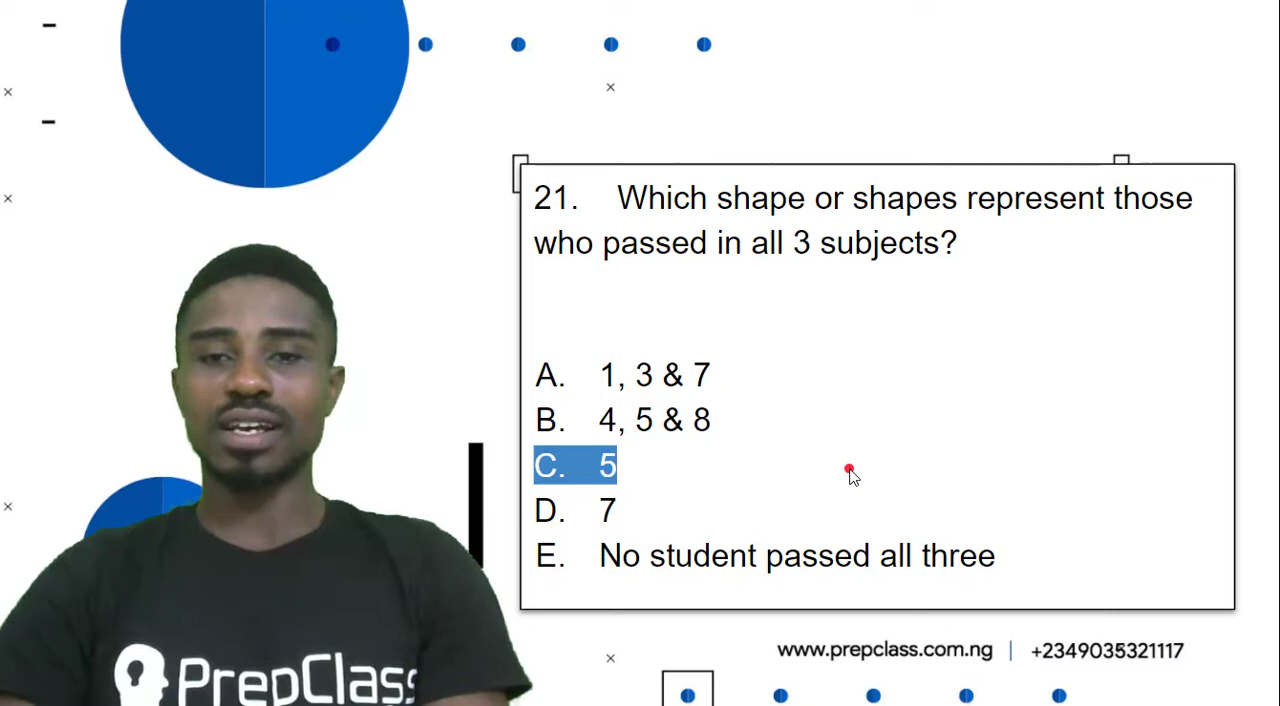 21. Which shape or shapes represent those
who passed in all 3 subjects?
A. 1, 3 & 7
B. 4, 5 & 8
C. 5
D. 7
E. No student passed all three
www.prepclass.com.ng | +2349035321117
PrepClass